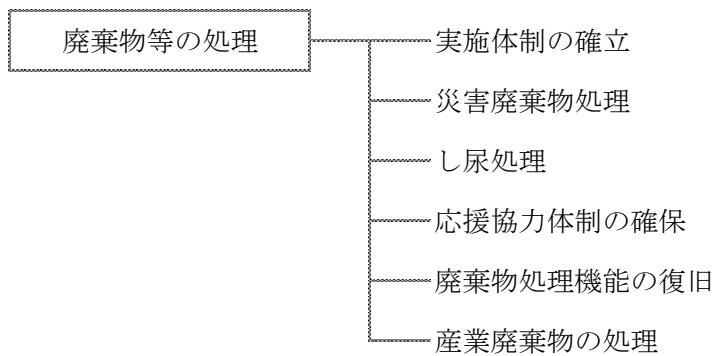 廃棄物等の処理
実施体制の確立
災害廃棄物処理
し尿処理
応援協力体制の確保
廃棄物処理機能の復旧
産業廃棄物の処理